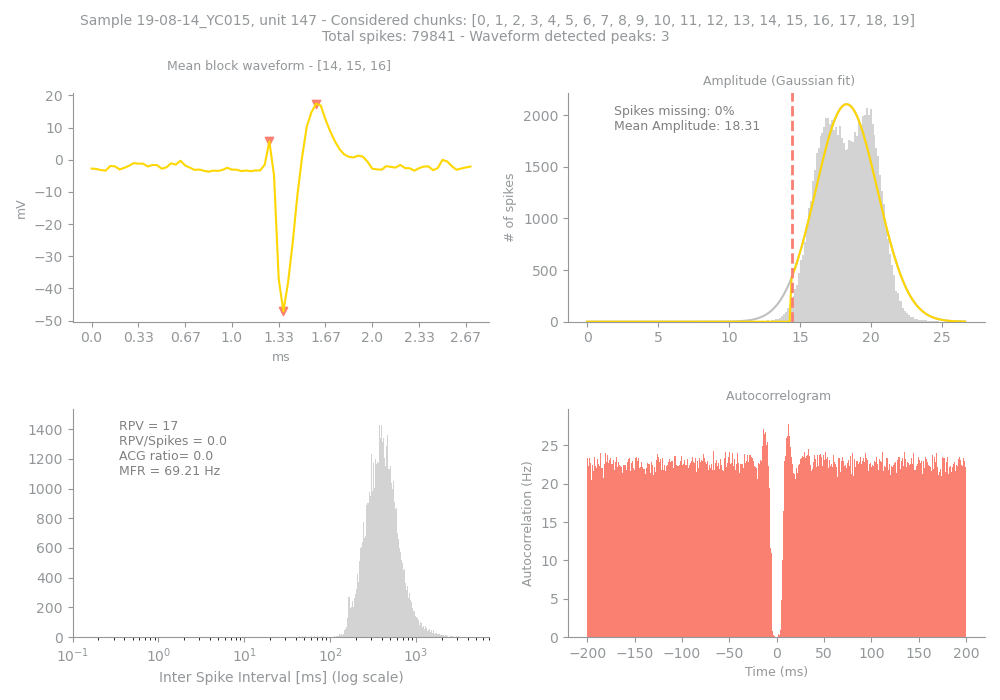 Sample 19-08-14_YC015, unit 147 - Considered chunks: [0, 1, 2, 3, 4, 5, 6, 7, 8, 9, 10, 11, 12, 13, 14, 15, 16, 17, 18, 19]
Total spikes: 79841 - Waveform detected peaks: 3
Mean block waveform - [14, 15, 16]
20
10
0
−10
−20
−30
−40
−50
mV
0.0 0.33 0.67 1.0 1.33 1.67 2.0 2.33 2.67
ms
Amplitude (Gaussian fit)
Spikes missing: 0%
Mean Amplitude: 18.31
2000
1500
1000
500
0
# of spikes
0 5 10 15 20 25
RPV = 17
RPV/Spikes = 0.0
ACG ratio= 0.0
MFR = 69.21 Hz
1400
1200
1000
800
600
400
200
0
10⁻¹ 10⁰ 10¹ 10² 10³
Inter Spike Interval [ms] (log scale)
Autocorrelogram
25
20
15
10
5
0
Autocorrelation (Hz)
−200 −150 −100 −50 0 50 100 150 200
Time (ms)